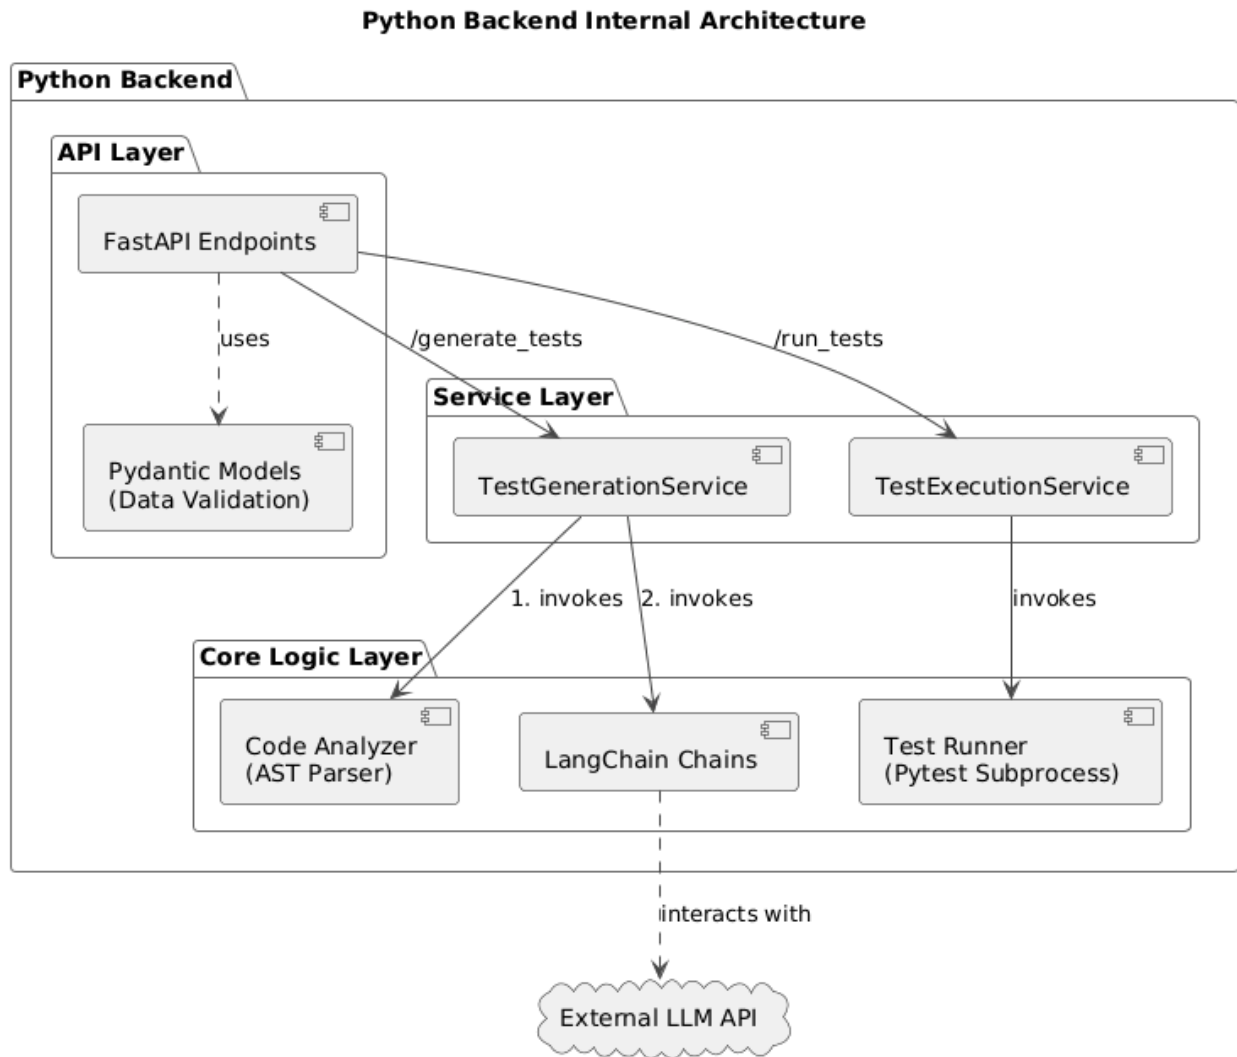 Python Backend Internal Architecture
Python Backend
API Layer
FastAPI Endpoints
uses
/generate_tests
/run_tests
Service Layer
Pydantic Models
(Data Validation)
TestGenerationService
TestExecutionService
1. invokes
2. invokes
invokes
Core Logic Layer
Code Analyzer
(AST Parser)
LangChain Chains
Test Runner
(Pytest Subprocess)
interacts with
External LLM API